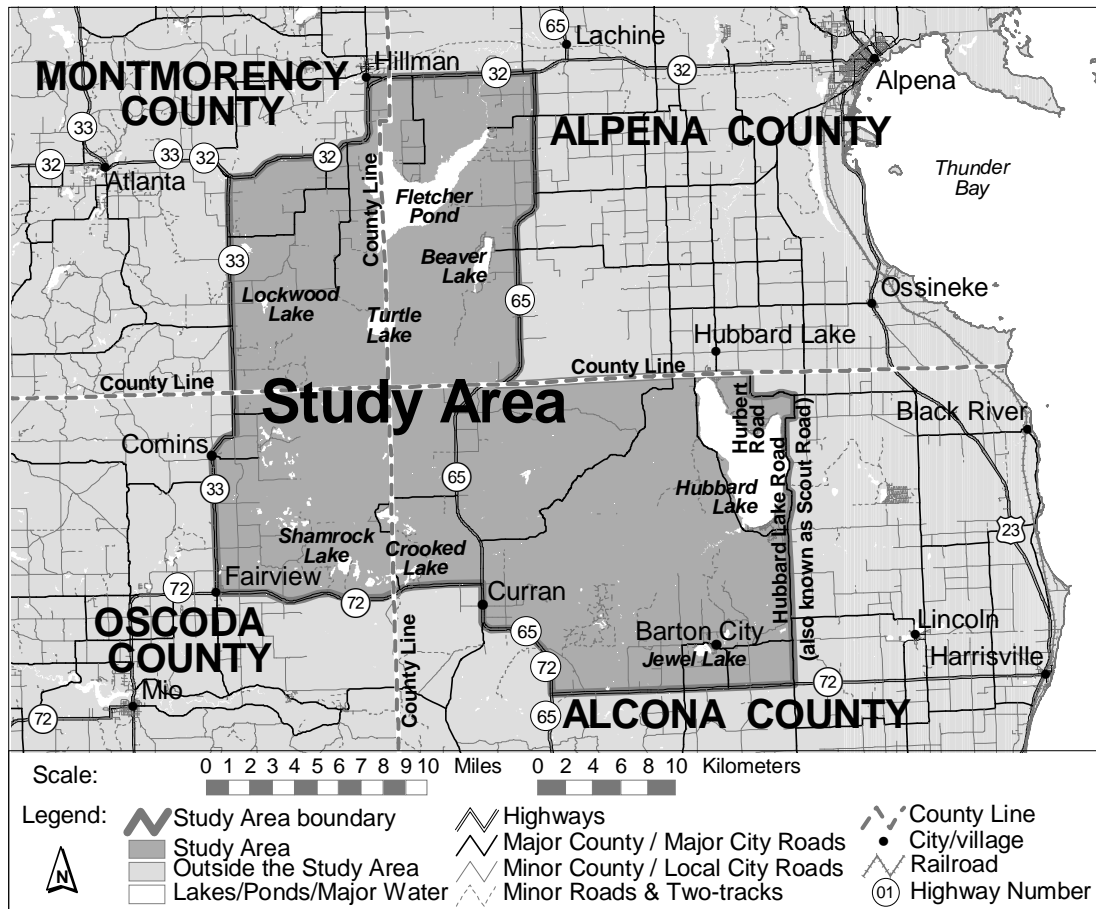 65
Lachine
Hillman
32
32
Alpena
MONTMORENCY
COUNTY
ALPENA COUNTY
33
32
33
32
32
Atlanta
Thunder
Bay
County Line
Fletcher
Pond
33
Beaver
Lake
Lockwood
Lake
65
Ossineke
Turtle
Lake
Hubbard Lake
County Line
County Line
Study Area
Hurbert
Road
Black River
Comins
65
33
Hubbard
Lake
Hubbard Lake Road
(also known as Scout Road)
23
Shamrock
Lake
Crooked
Lake
72
Fairview
72
Curran
OSCODA
COUNTY
65
Barton City
Jewel Lake
Lincoln
Harrisville
County Line
72
72
Mio
72
65
ALCONA COUNTY
Scale:
0 1 2 3 4 5 6 7 8 9 10 Miles
0 2 4 6 8 10 Kilometers
Legend:
Study Area boundary
Study Area
Outside the Study Area
Lakes/Ponds/Major Water
N
Highways
Major County / Major City Roads
Minor County / Local City Roads
Minor Roads & Two-tracks
County Line
City/village
Railroad
01 Highway Number